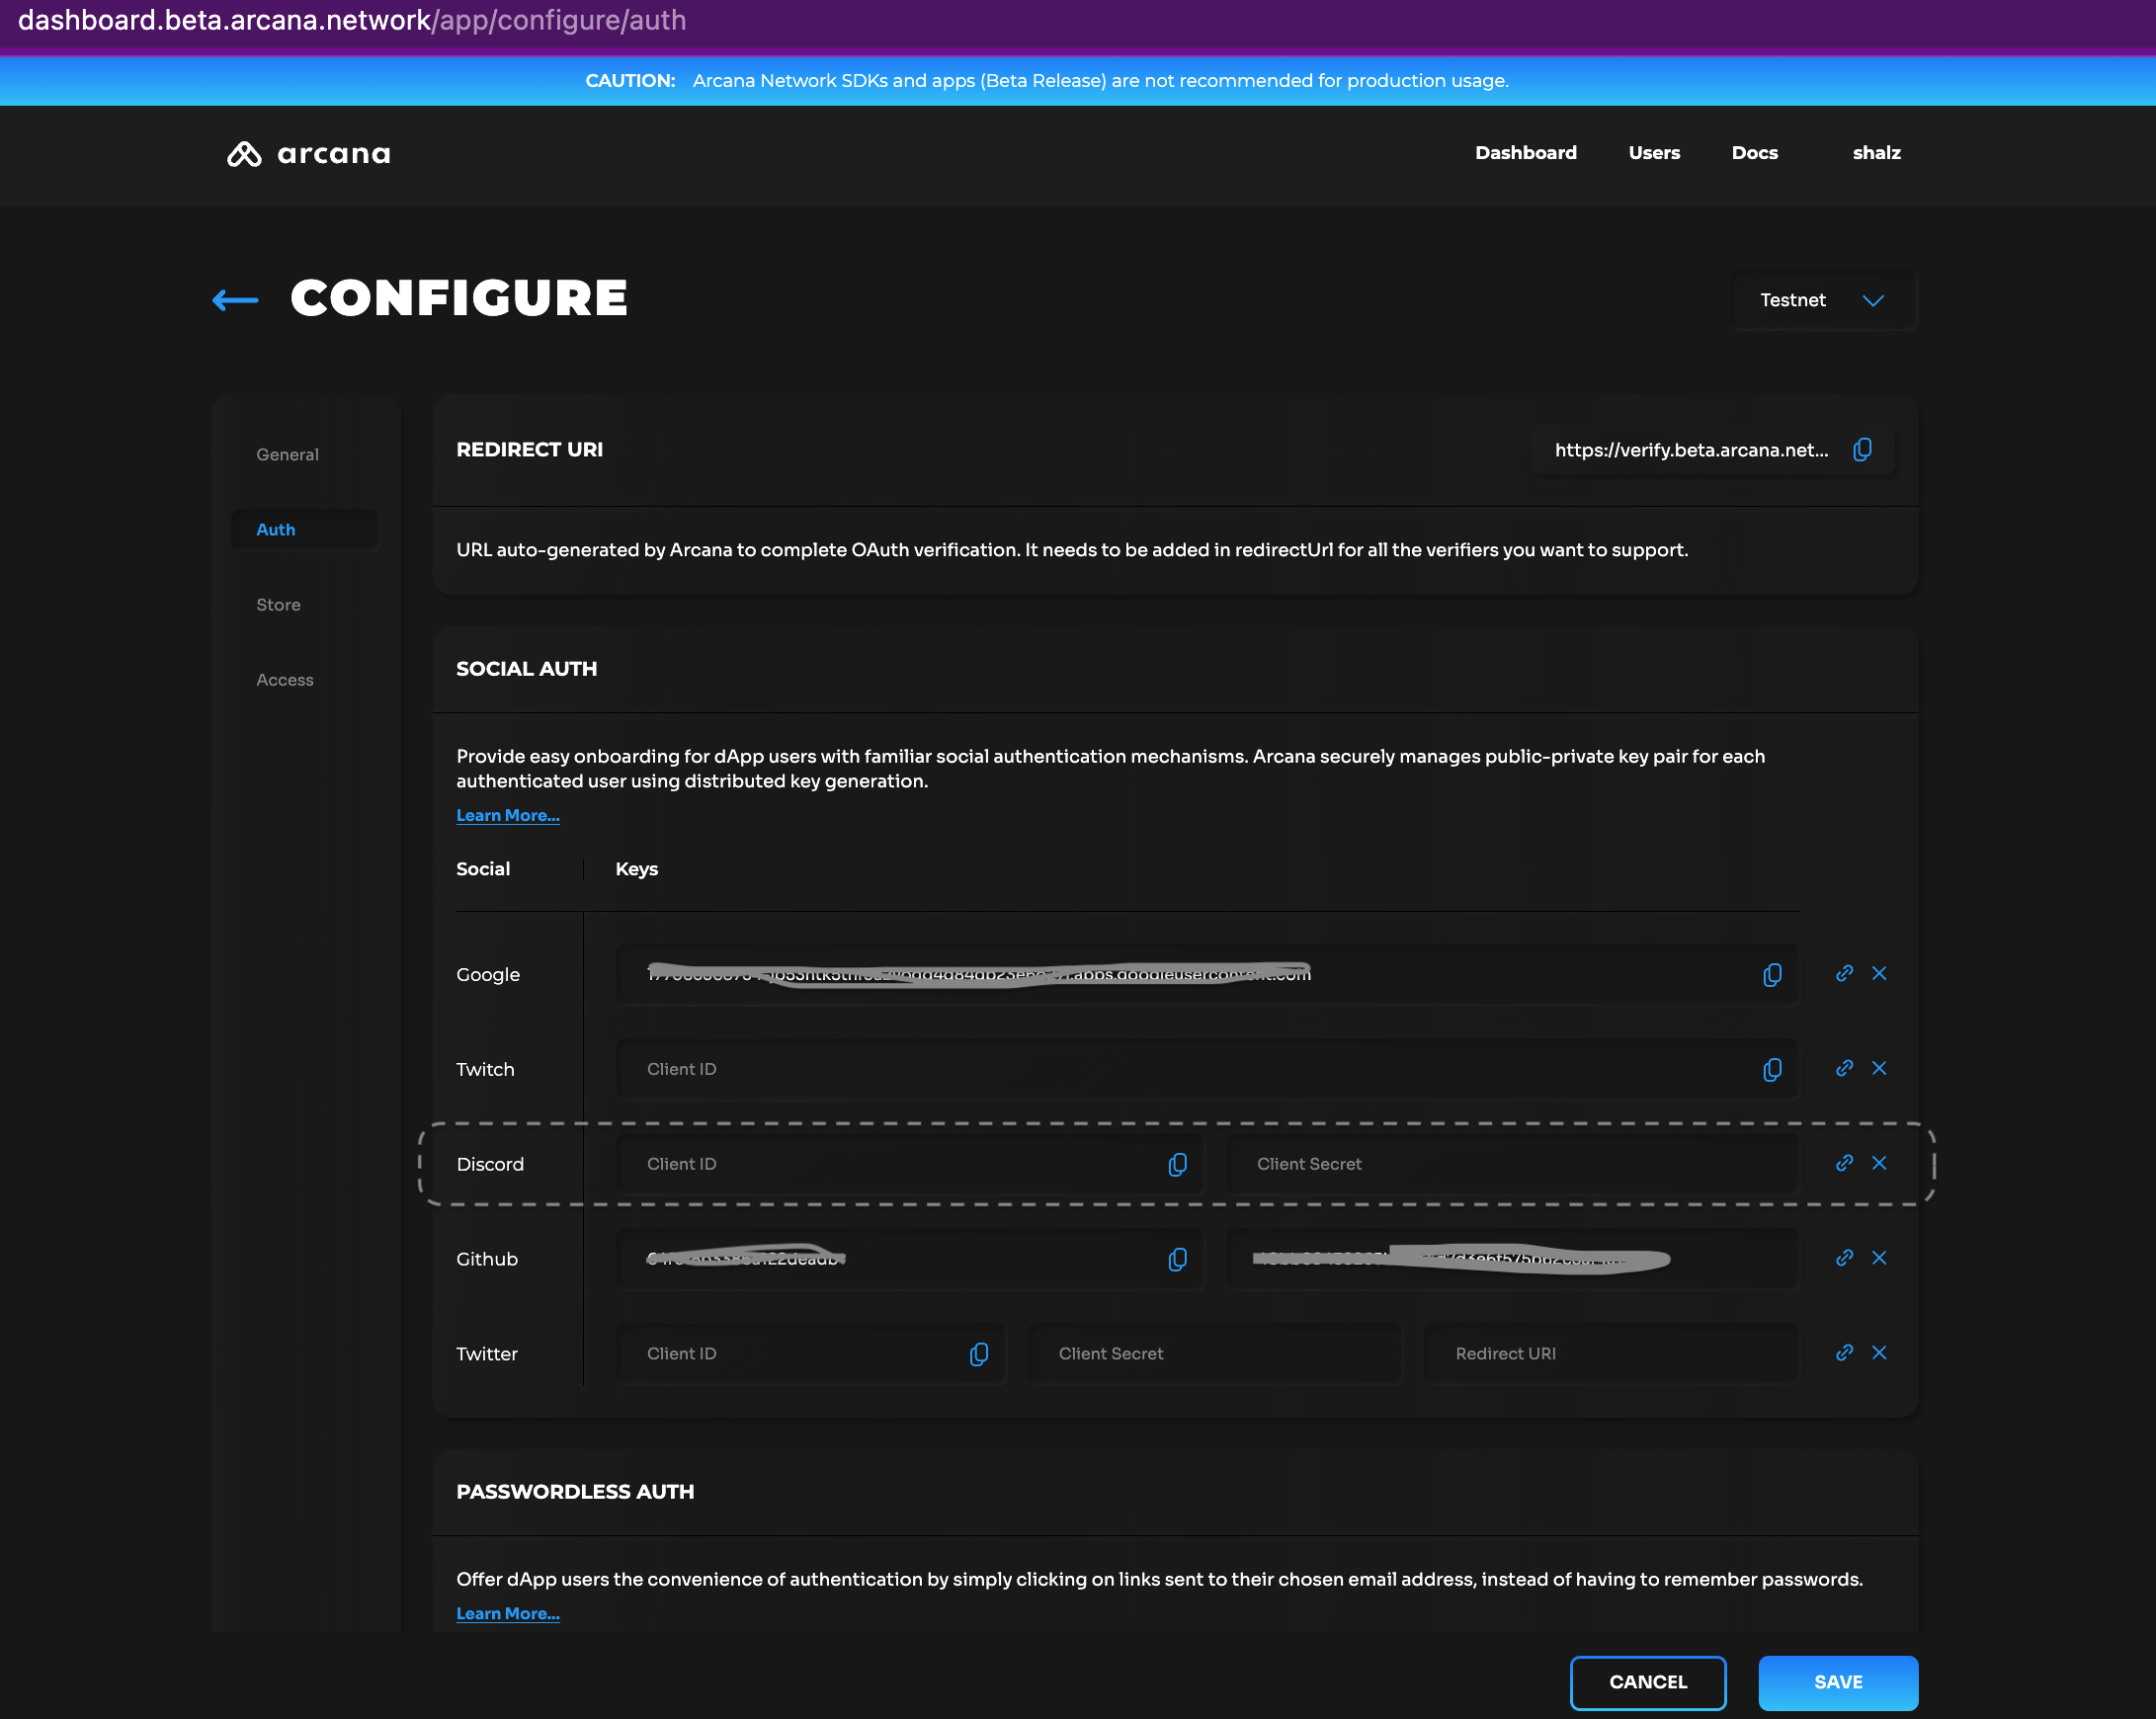 dashboard.beta.arcana.network/app/configure/auth
CAUTION: Arcana Network SDKs and apps (Beta Release) are not recommended for production usage.
arcana
Dashboard Users Docs shalz
CONFIGURE
Testnet
General
Auth
Store
Access
REDIRECT URI
https://verify.beta.arcana.net...
URL auto-generated by Arcana to complete OAuth verification. It needs to be added in redirectUrl for all the verifiers you want to support.
SOCIAL AUTH
Provide easy onboarding for dApp users with familiar social authentication mechanisms. Arcana securely manages public-private key pair for each
authenticated user using distributed key generation.
Learn More...
Social Keys
Google
Twitch Client ID
Discord Client ID Client Secret
Github
Twitter Client ID Client Secret Redirect URI
PASSWORDLESS AUTH
Offer dApp users the convenience of authentication by simply clicking on links sent to their chosen email address, instead of having to remember passwords.
Learn More...
CANCEL SAVE